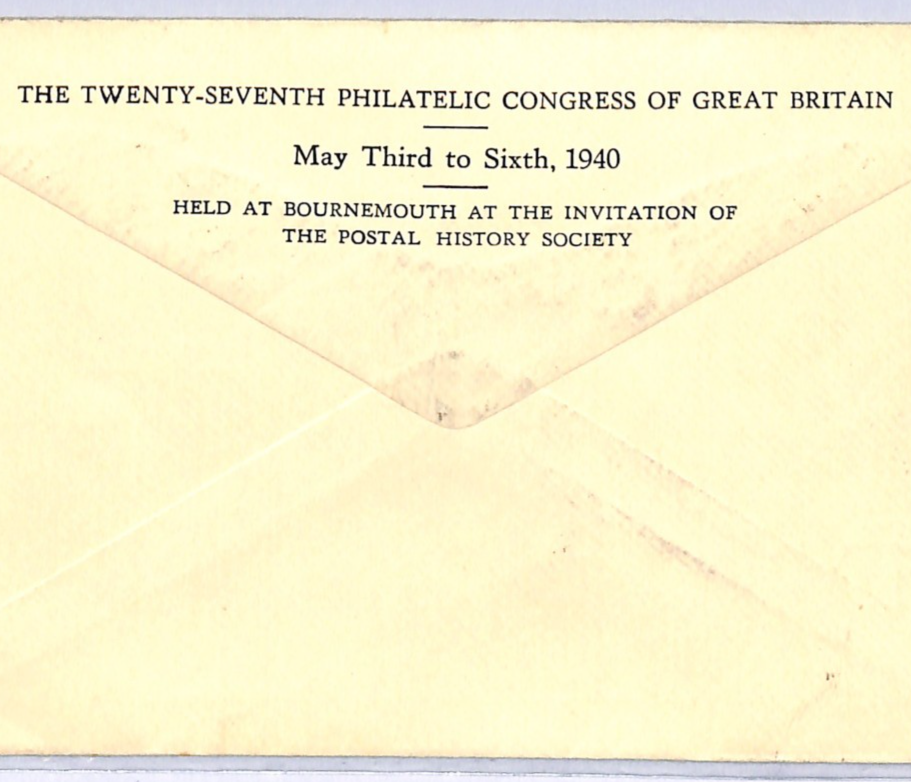 THE TWENTY-SEVENTH PHILATELIC CONGRESS OF GREAT BRITAIN
May Third to Sixth, 1940
HELD AT BOURNEMOUTH AT THE INVITATION OF
THE POSTAL HISTORY SOCIETY